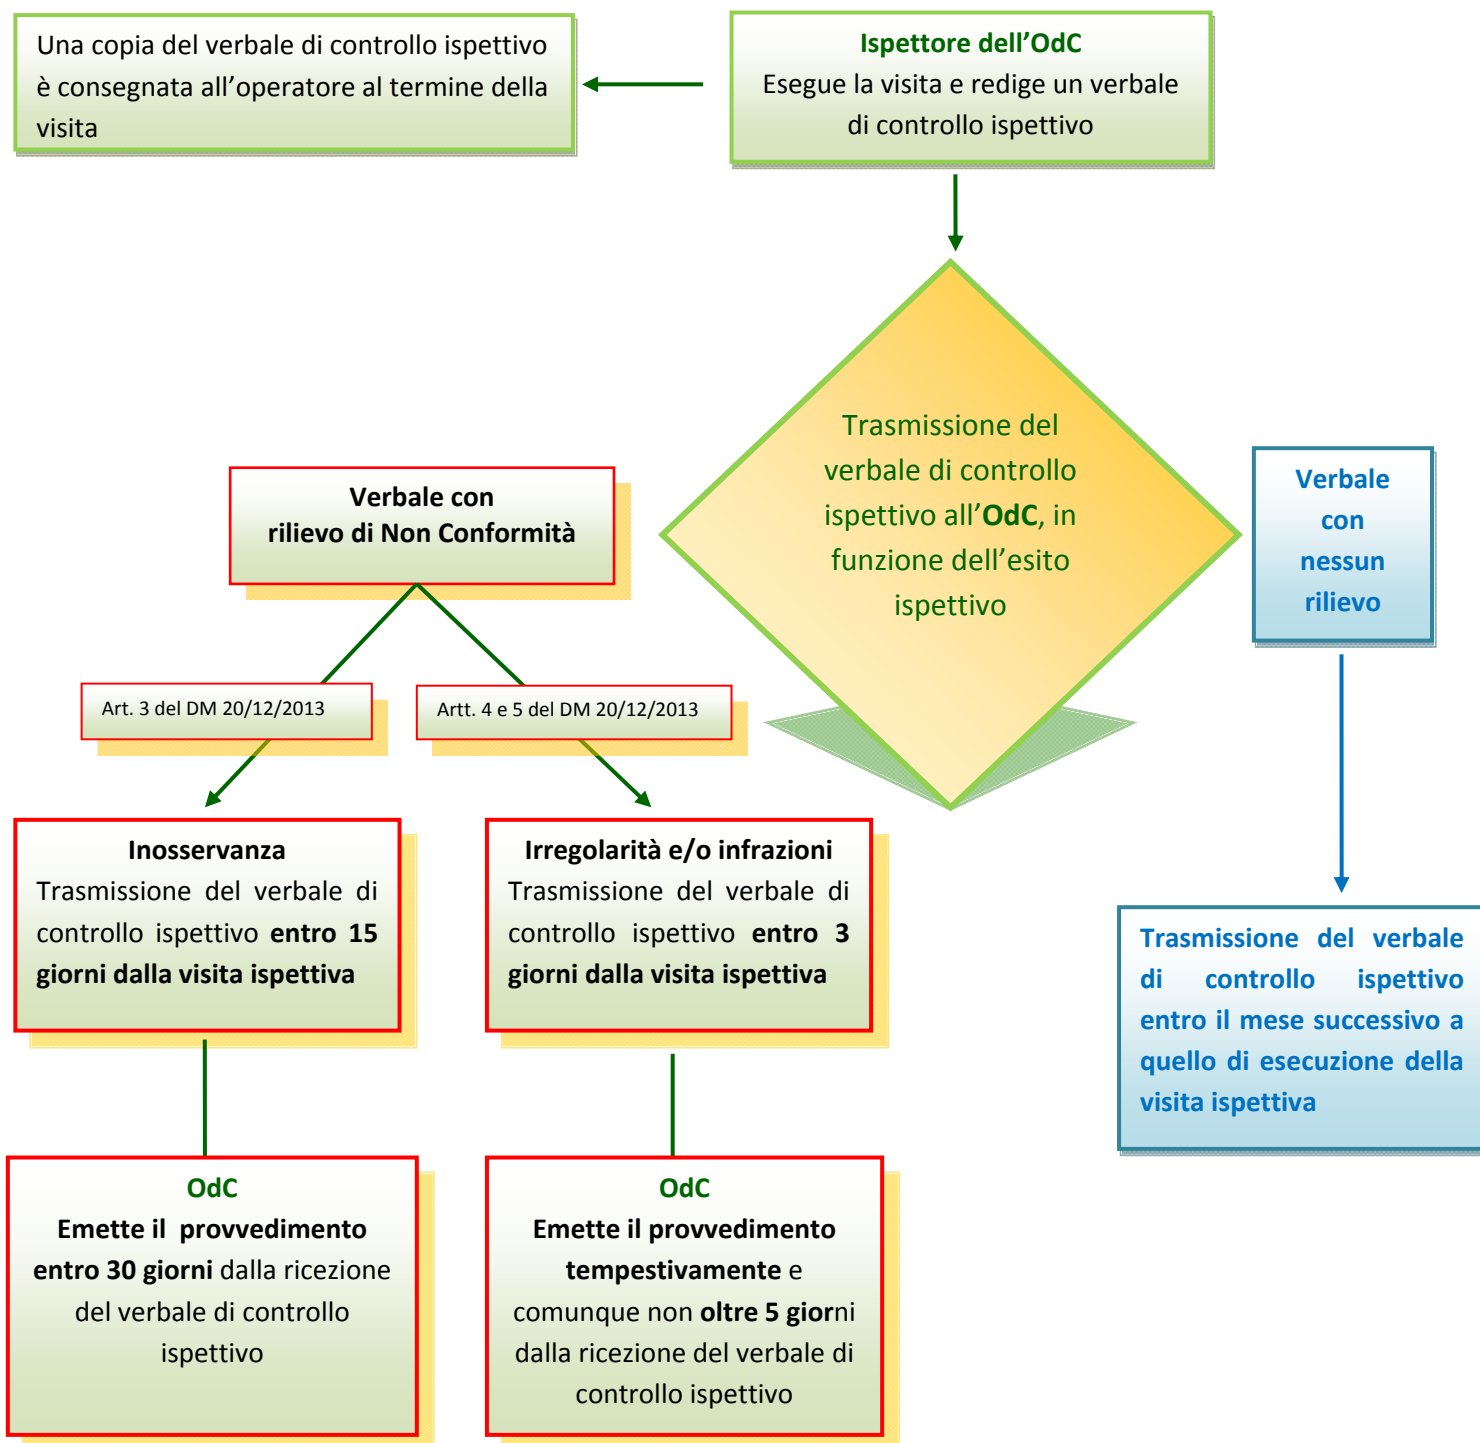 Una copia del verbale di controllo ispettivo
è consegnata all’operatore al termine della
visita
Ispettore dell’OdC
Esegue la visita e redige un verbale
di controllo ispettivo
Trasmissione del
verbale di controllo
ispettivo all’OdC, in
funzione dell’esito
ispettivo
Verbale con
rilievo di Non Conformità
Verbale
con
nessun
rilievo
Art. 3 del DM 20/12/2013
Artt. 4 e 5 del DM 20/12/2013
Inosservanza
Trasmissione del verbale di
controllo ispettivo entro 15
giorni dalla visita ispettiva
Irregolarità e/o infrazioni
Trasmissione del verbale di
controllo ispettivo entro 3
giorni dalla visita ispettiva
Trasmissione del verbale
di controllo ispettivo
entro il mese successivo a
quello di esecuzione della
visita ispettiva
OdC
Emette il provvedimento
entro 30 giorni dalla ricezione
del verbale di controllo
ispettivo
OdC
Emette il provvedimento
tempestivamente e
comunque non oltre 5 giorni
dalla ricezione del verbale di
controllo ispettivo